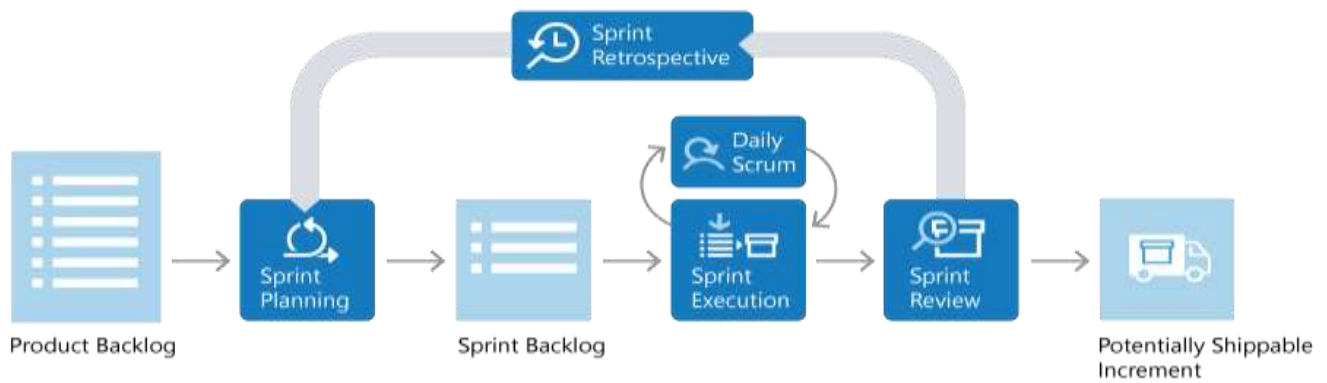 Sprint
Retrospective
Daily
Scrum
Sprint
Planning
Sprint
Execution
Sprint
Review
Product Backlog
Sprint Backlog
Potentially Shippable
Increment